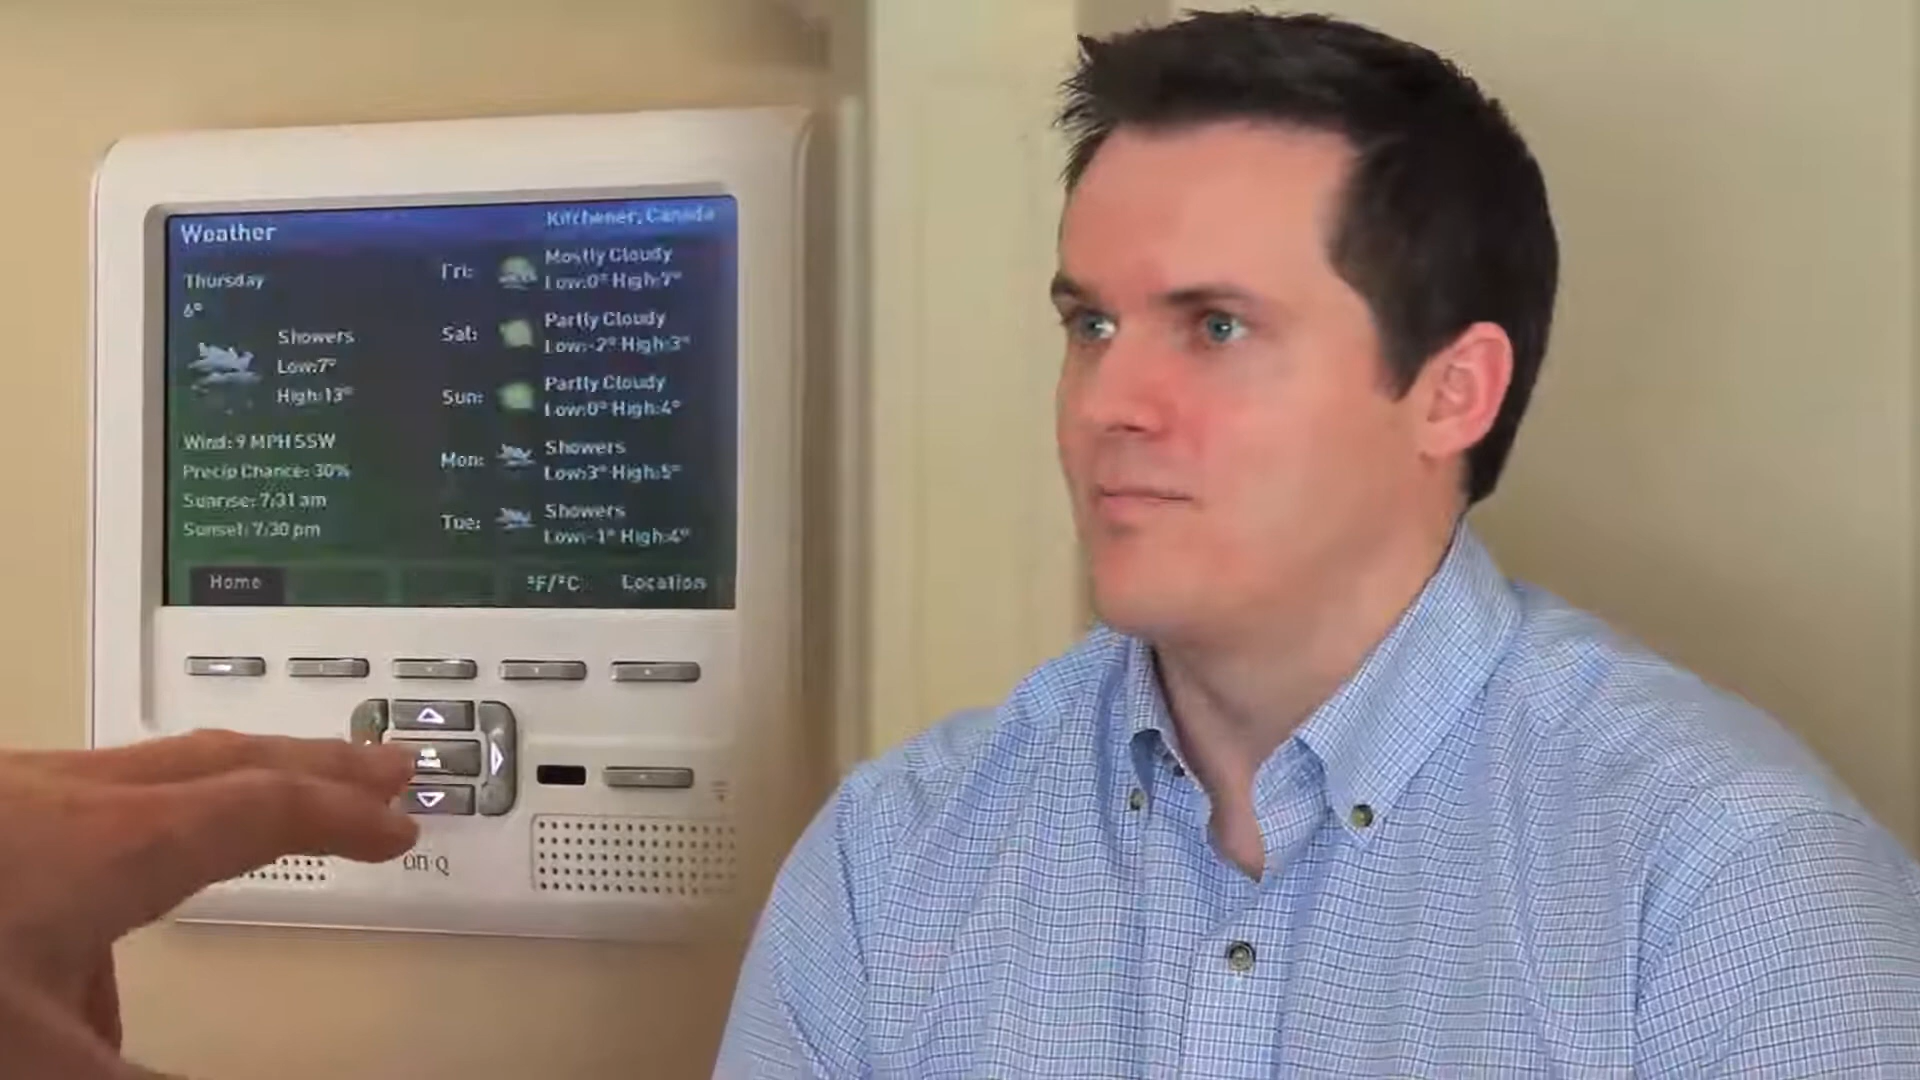 Weather
Kitchener, Canada
Thursday
6°
Showers
Low:7°
High:13°
Wind: 9 MPH SSW
Precip Chance: 30%
Sunrise: 7:31 am
Sunset: 7:30 pm
Fri:
Mostly Cloudy
Low:0° High:7°
Sat:
Partly Cloudy
Low:-2° High:3°
Sun:
Partly Cloudy
Low:0° High:4°
Mon:
Showers
Low:3° High:5°
Tue:
Showers
Low:-1° High:4°
Home
°F/°C
Location
on Q